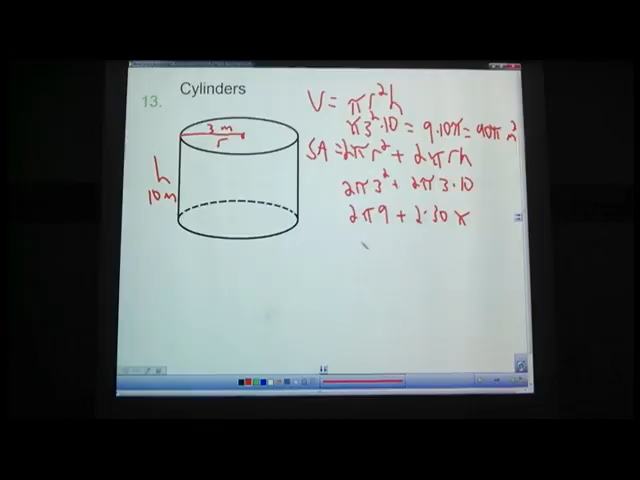 Cylinders
13.
3 m
r
h
10 m
V = πr²h
π3²·10 = 9·10π = 90π m³
SA = 2πr² + 2πrh
2π3² + 2π3·10
2π9 + 2·30π